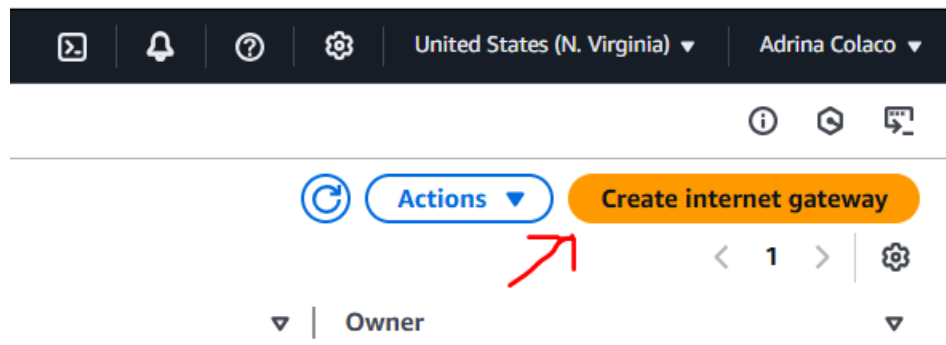 United States (N. Virginia) Adrina Colaco
Actions Create internet gateway
1
Owner